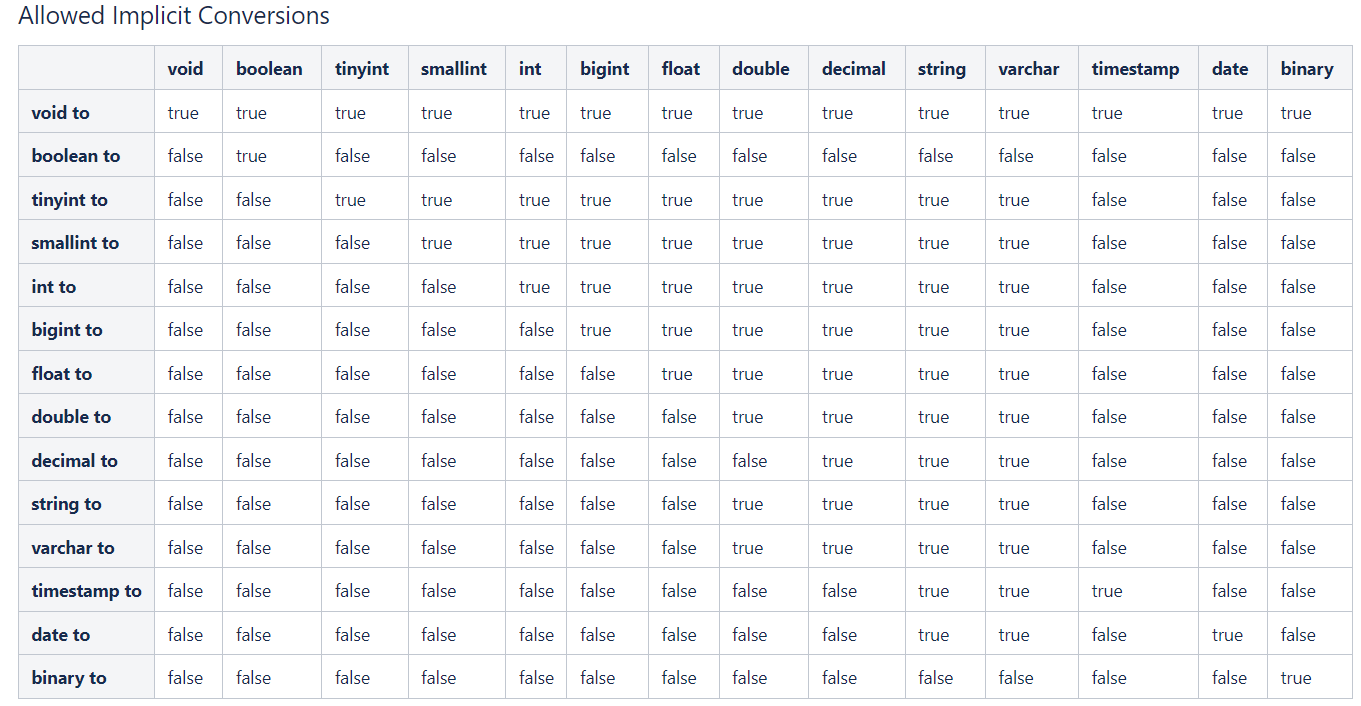 Allowed Implicit Conversions
void boolean tinyint smallint int bigint float double decimal string varchar timestamp date binary
void to true true true true true true true true true true true true true true
boolean to false true false false false false false false false false false false false false
tinyint to false false true true true true true true true true true false false false
smallint to false false false true true true true true true true true false false false
int to false false false false true true true true true true true false false false
bigint to false false false false false true true true true true true false false false
float to false false false false false false true true true true true false false false
double to false false false false false false false true true true true false false false
decimal to false false false false false false false false true true true false false false
string to false false false false false false false true true true true false false false
varchar to false false false false false false false true true true true false false false
timestamp to false false false false false false false false false true true true false false
date to false false false false false false false false false true true false true false
binary to false false false false false false false false false false false false false true